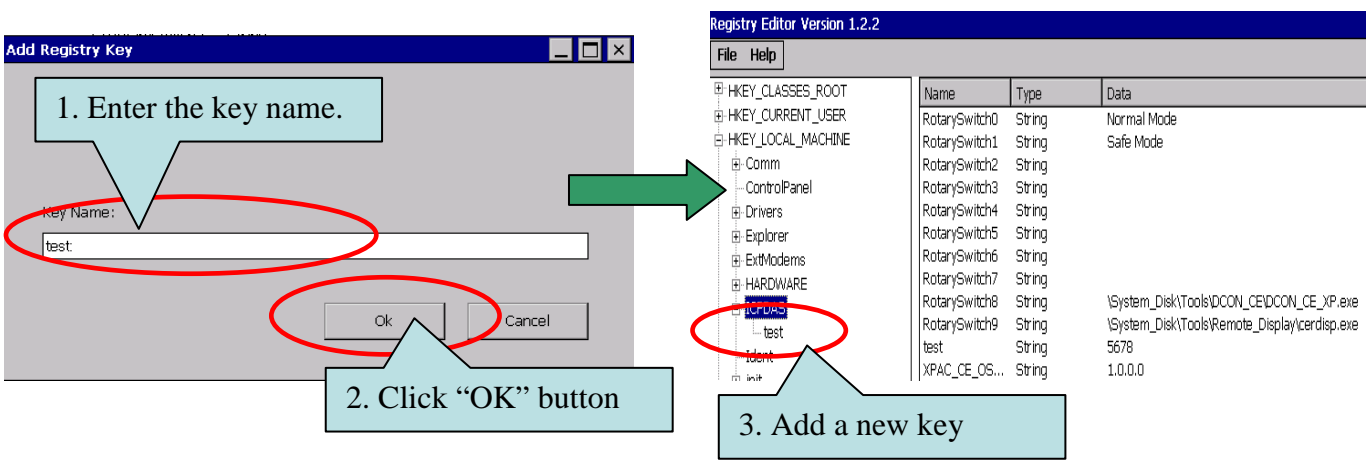 Add Registry Key
1. Enter the key name.
Key Name:
test
Ok
Cancel
2. Click “OK” button
Registry Editor Version 1.2.2
File Help
HKEY_CLASSES_ROOT
HKEY_CURRENT_USER
HKEY_LOCAL_MACHINE
Comm
ControlPanel
Drivers
Explorer
ExtModems
HARDWARE
ICPDAS
test
Ident
init
Name Type Data
RotarySwitch0 String Normal Mode
RotarySwitch1 String Safe Mode
RotarySwitch2 String
RotarySwitch3 String
RotarySwitch4 String
RotarySwitch5 String
RotarySwitch6 String
RotarySwitch7 String
RotarySwitch8 String \System_Disk\Tools\DCON_CE\DCON_CE_XP.exe
RotarySwitch9 String \System_Disk\Tools\Remote_Display\cerdisp.exe
test String 5678
XPAC_CE_OS... String 1.0.0.0
3. Add a new key